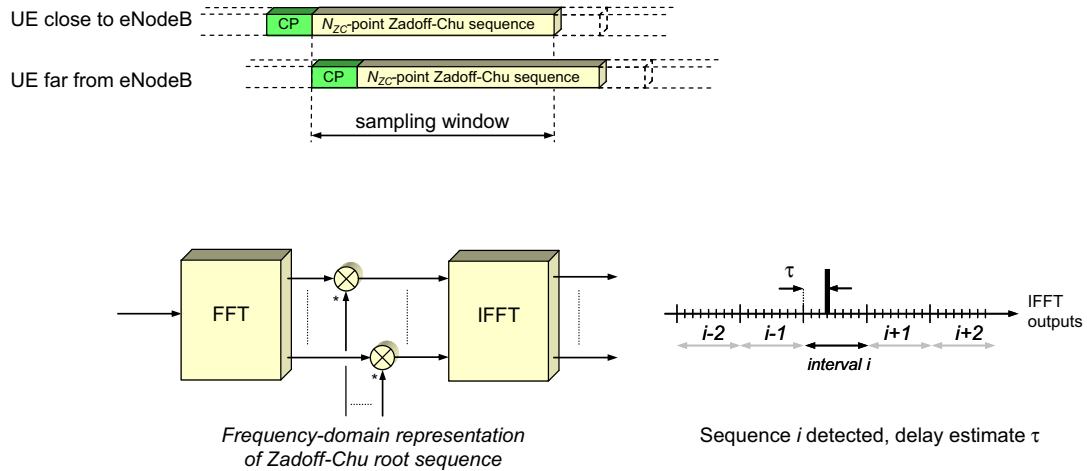 UE close to eNodeB
CP
N_ZC-point Zadoff-Chu sequence
UE far from eNodeB
CP
N_ZC-point Zadoff-Chu sequence
sampling window
FFT
*
*
IFFT
τ
i-2
i-1
interval i
i+1
i+2
IFFT
outputs
Frequency-domain representation
of Zadoff-Chu root sequence
Sequence i detected, delay estimate τ